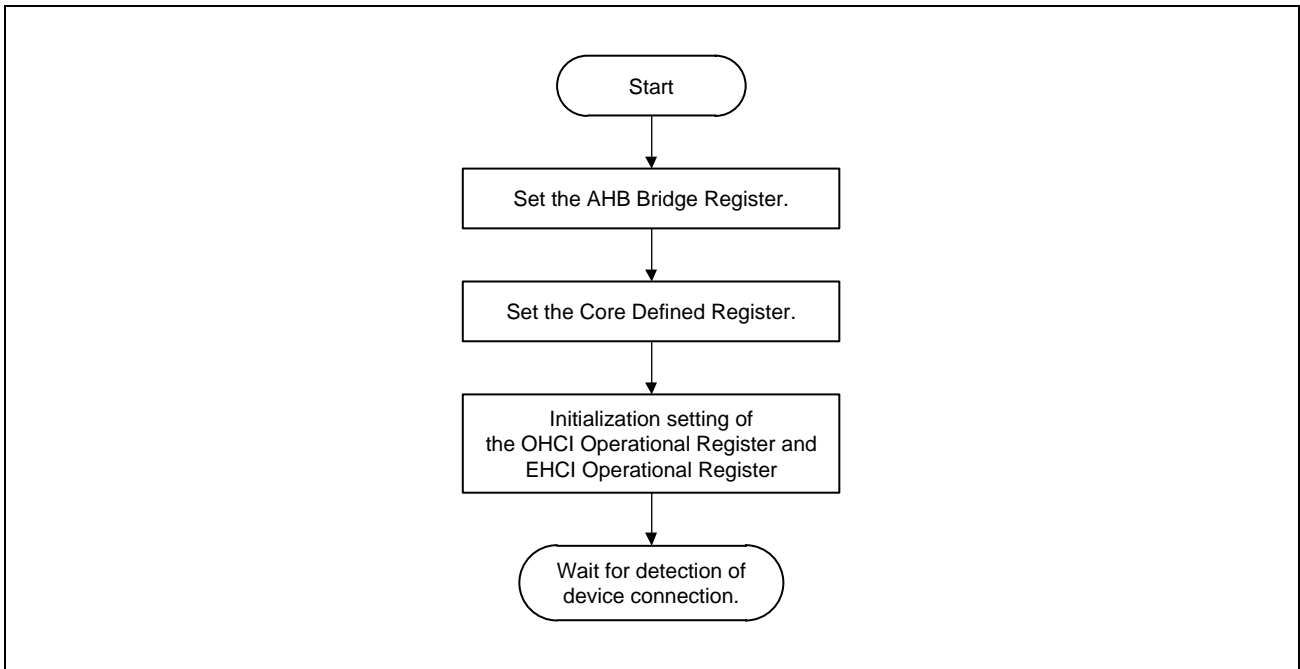 Start
Set the AHB Bridge Register.
Set the Core Defined Register.
Initialization setting of
the OHCI Operational Register and
EHCI Operational Register
Wait for detection of
device connection.